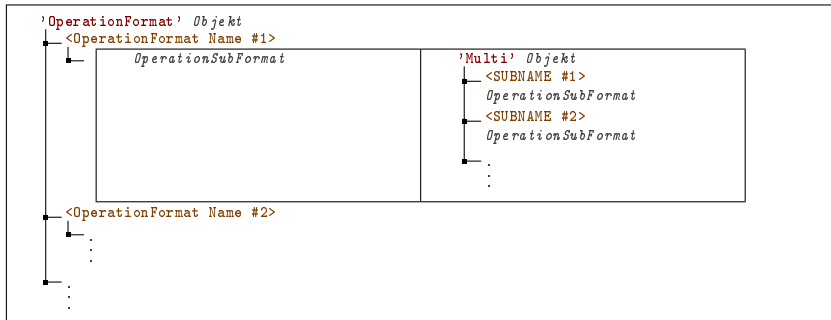 'OperationFormat' Objekt
<OperationFormat Name #1>
OperationSubFormat
'Multi' Objekt
<SUBNAME #1>
OperationSubFormat
<SUBNAME #2>
OperationSubFormat
.
.
.
<OperationFormat Name #2>
.
.
.
.
.
.